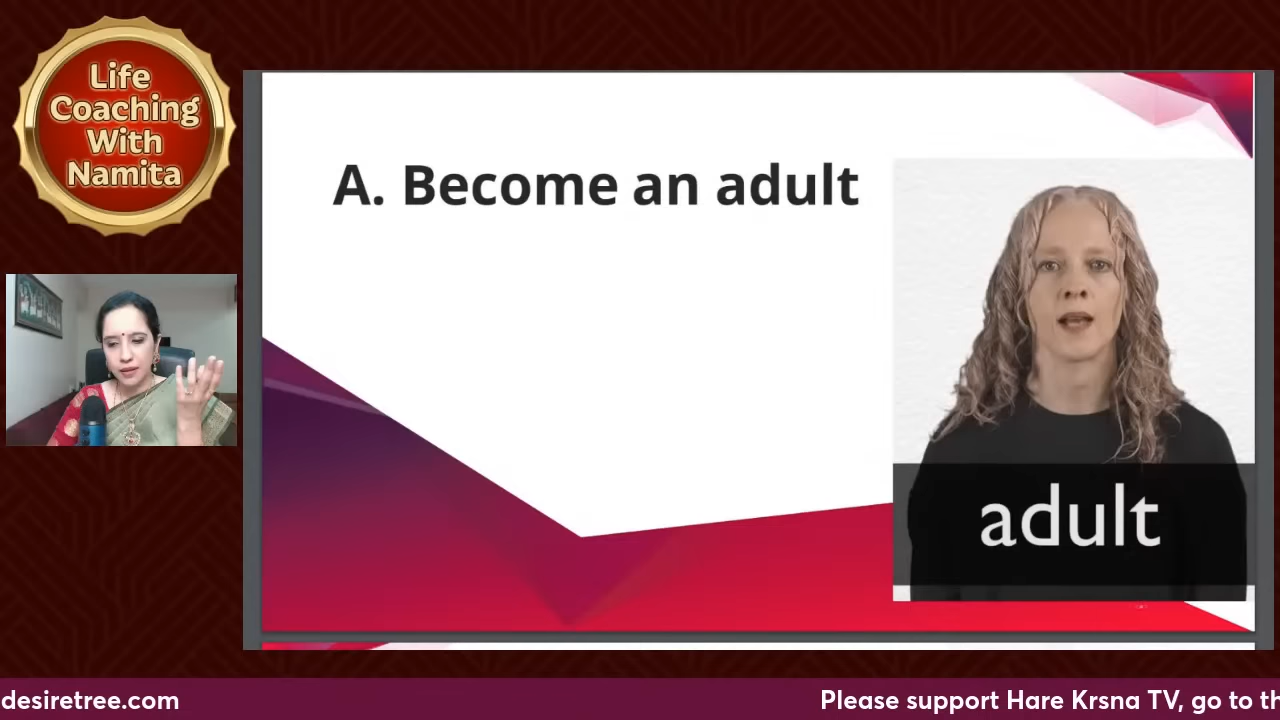 Life
Coaching
With
Namita
A. Become an adult
adult
desiretree.com
Please support Hare Krsna TV, go to th